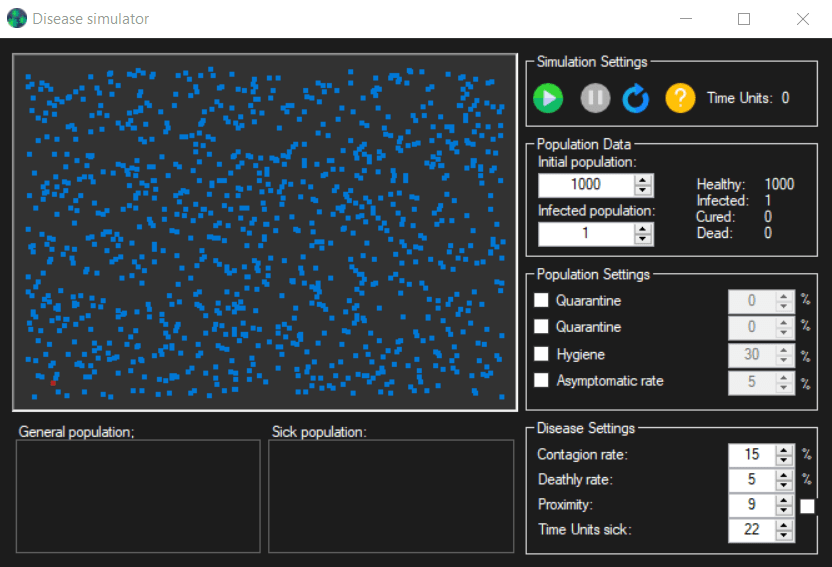 Disease simulator
Simulation Settings
Time Units: 0
Population Data
Initial population:
1000
Infected population:
1
Healthy: 1000
Infected: 1
Cured: 0
Dead: 0
Population Settings
Quarantine 0 %
Quarantine 0 %
Hygiene 30 %
Asymptomatic rate 5 %
General population;
Sick population:
Disease Settings
Contagion rate: 15 %
Deathly rate: 5 %
Proximity: 9
Time Units sick: 22